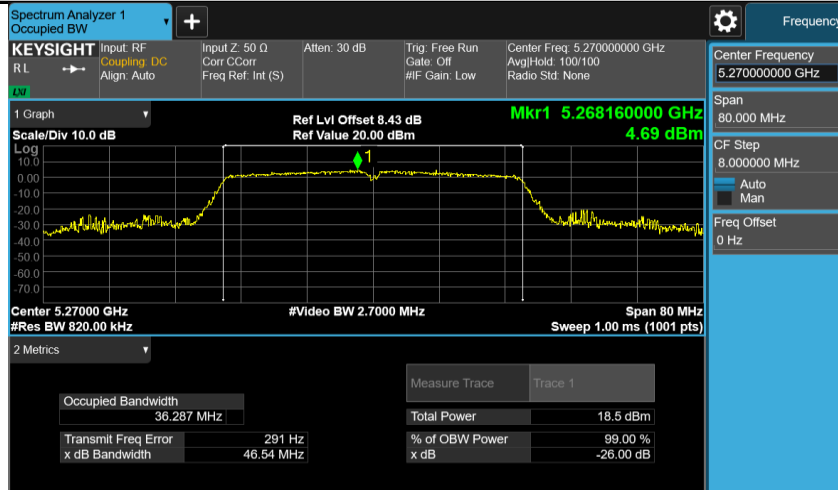 Spectrum Analyzer 1
Occupied BW
+
Frequency
KEYSIGHT
RL
LXI
Input: RF
Coupling: DC
Align: Auto
Input Z: 50 Ω
Corr CCorr
Freq Ref: Int (S)
Atten: 30 dB
Trig: Free Run
Gate: Off
#IF Gain: Low
Center Freq: 5.270000000 GHz
Avg|Hold: 100/100
Radio Std: None
Center Frequency
5.270000000 GHz
Span
80.000 MHz
CF Step
8.000000 MHz
Auto
Man
Freq Offset
0 Hz
1 Graph
Scale/Div 10.0 dB
Ref Lvl Offset 8.43 dB
Ref Value 20.00 dBm
Mkr1 5.268160000 GHz
4.69 dBm
Log
10.0
0.00
-10.0
-20.0
-30.0
-40.0
-50.0
-60.0
-70.0
1
Center 5.27000 GHz
#Res BW 820.00 kHz
#Video BW 2.7000 MHz
Span 80 MHz
Sweep 1.00 ms (1001 pts)
2 Metrics
Measure Trace Trace 1
Occupied Bandwidth
36.287 MHz
Total Power 18.5 dBm
Transmit Freq Error 291 Hz
% of OBW Power 99.00 %
x dB Bandwidth 46.54 MHz
x dB -26.00 dB